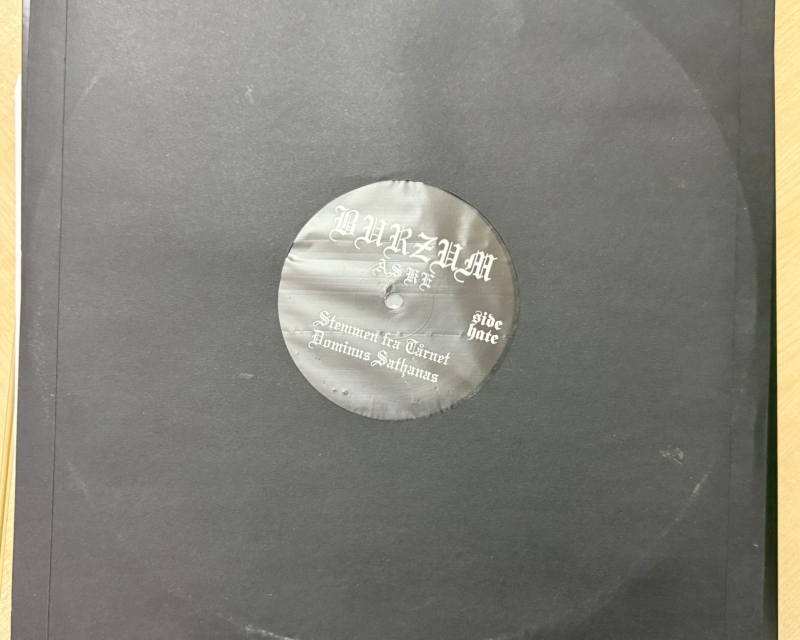 BURZUM
ASKE
side
hate
Stemmen fra Tårnet
Dominus Sathanas